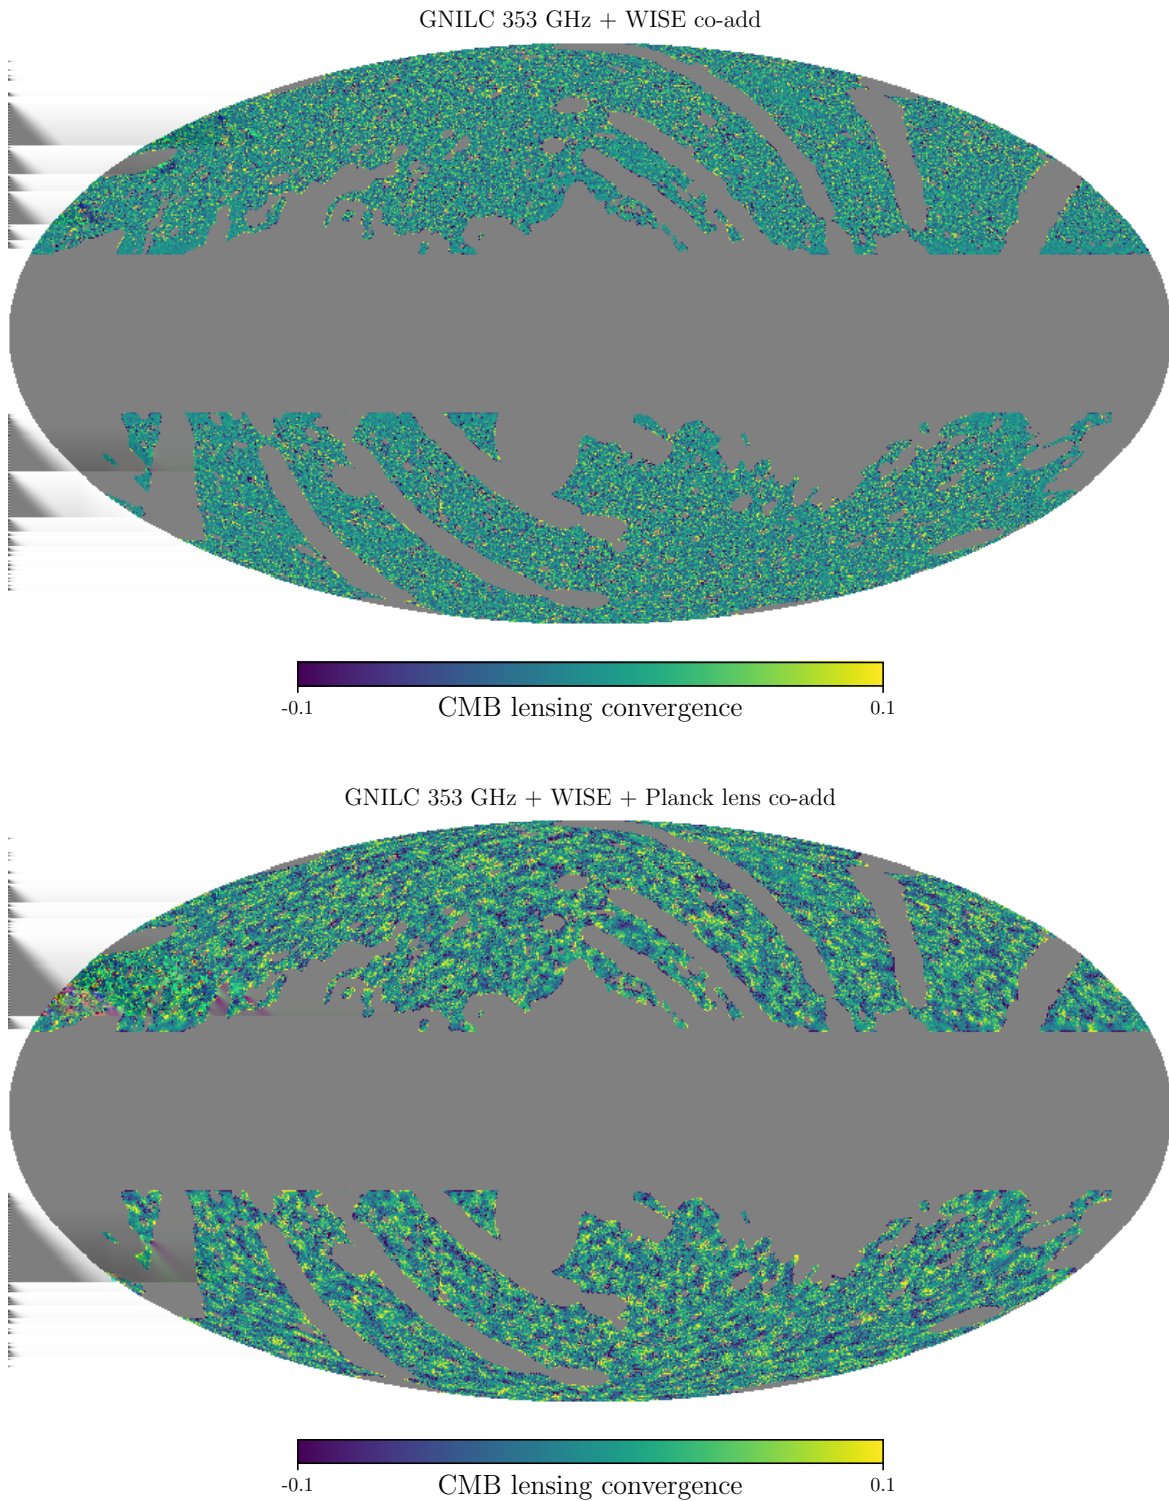 GNILC 353 GHz + WISE co-add
-0.1
0.1
CMB lensing convergence
GNILC 353 GHz + WISE + Planck lens co-add
-0.1
0.1
CMB lensing convergence